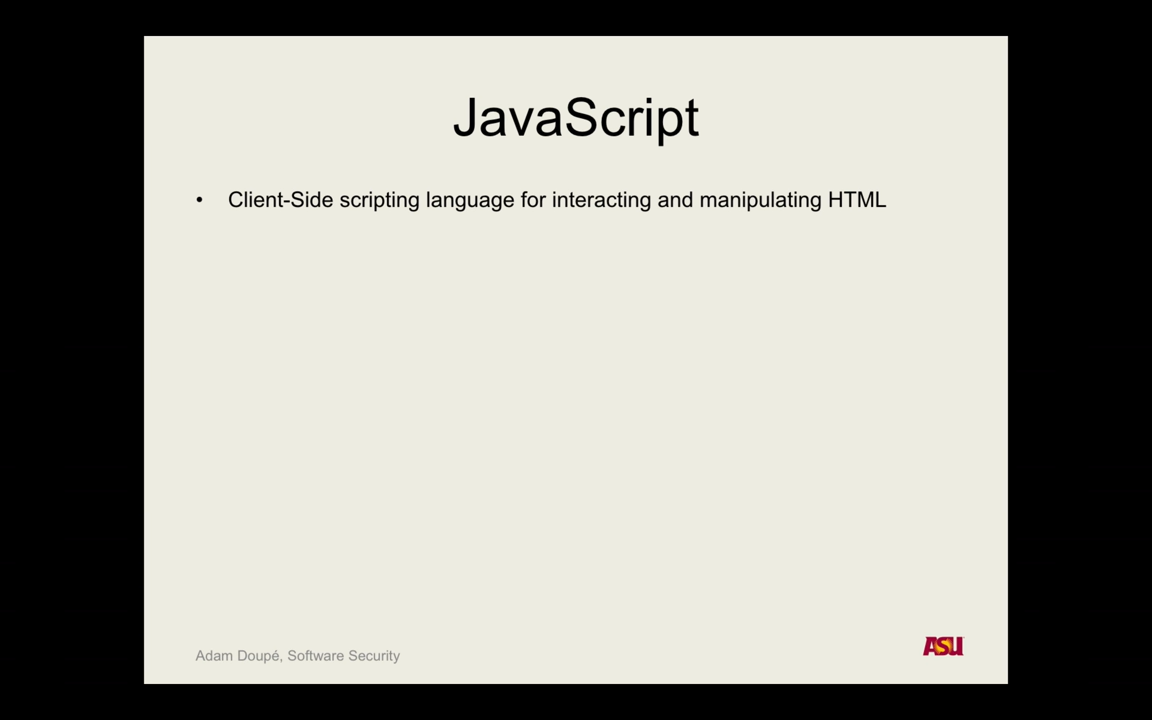 JavaScript
• Client-Side scripting language for interacting and manipulating HTML
Adam Doupé, Software Security
ASU